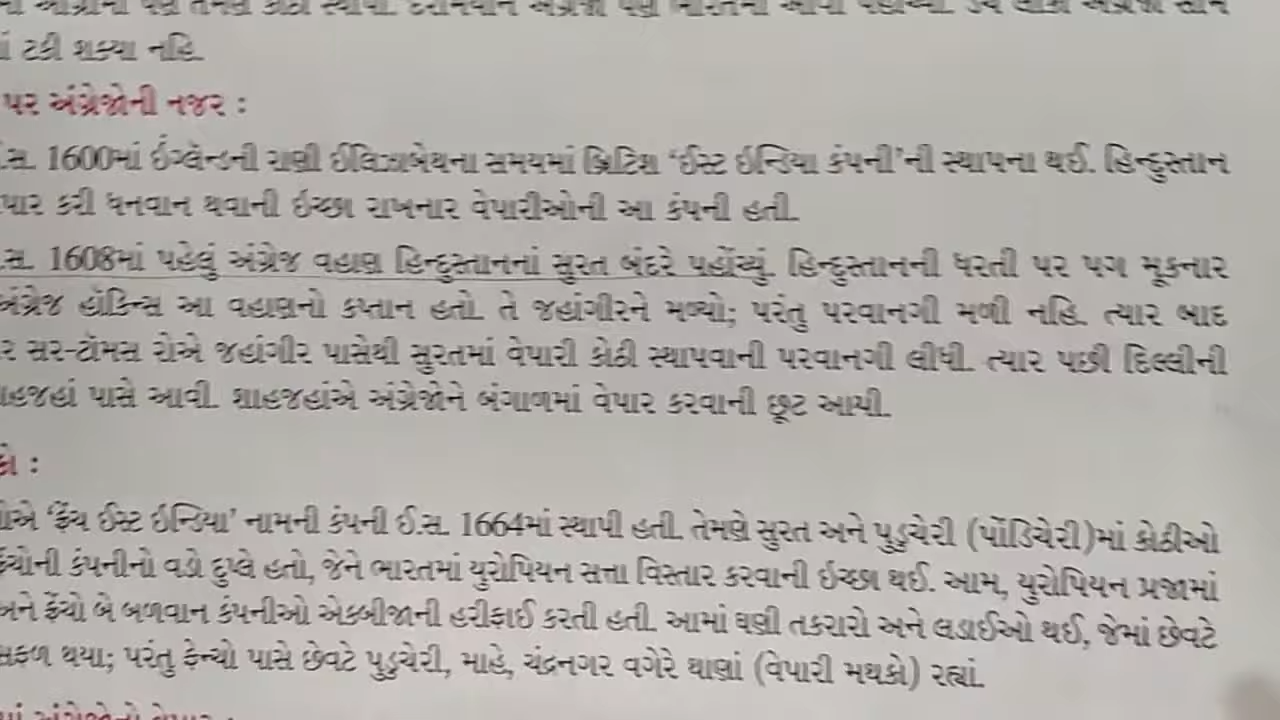 ટકી શક્યા નહિ.
પર અંગ્રેજોની નજર :
સ. 1600માં ઈંગ્લૅન્ડની રાણી ઈલિઝાબેથના સમયમાં બ્રિટિશ ‘ઈસ્ટ ઇન્ડિયા કંપની’ની સ્થાપના થઈ. હિન્દુસ્તાન
પાર કરી ધનવાન થવાની ઇચ્છા રાખનાર વેપારીઓની આ કંપની હતી.
સ. 1608માં પહેલું અંગ્રેજ વહાણ હિન્દુસ્તાનનાં સુરત બંદરે પહોંચ્યું. હિન્દુસ્તાનની ધરતી પર પગ મૂકનાર
અંગ્રેજ હૉકિન્સ આ વહાણનો કપ્તાન હતો. તે જહાંગીરને મળ્યો; પરંતુ પરવાનગી મળી નહિ. ત્યાર બાદ
ર સર-ટૉમસ રોએ જહાંગીર પાસેથી સુરતમાં વેપારી કોઠી સ્થાપવાની પરવાનગી લીધી. ત્યાર પછી દિલ્લીની
ાહજહાં પાસે આવી. શાહજહાંએ અંગ્રેજોને બંગાળમાં વેપાર કરવાની છૂટ આપી.
ોએ ‘ફ્રેંચ ઈસ્ટ ઇન્ડિયા’ નામની કંપની ઈ.સ. 1664માં સ્થાપી હતી. તેમણે સુરત અને પુડુચેરી (પોંડિચેરી)માં કોઠીઓ
ફ્રેંચોની કંપનીનો વડો દુપ્લે હતો, જેને ભારતમાં યુરોપિયન સત્તા વિસ્તાર કરવાની ઇચ્છા થઈ. આમ, યુરોપિયન પ્રજામાં
અને ફ્રેંચો બે બળવાન કંપનીઓ એકબીજાની હરીફાઈ કરતી હતી. આમાં ઘણી તકરારો અને લડાઈઓ થઈ, જેમાં છેવટે
સફળ થયા; પરંતુ ફ્રેન્ચો પાસે છેવટે પુડુચેરી, માહે, ચંદ્રનગર વગેરે થાણાં (વેપારી મથકો) રહ્યાં.